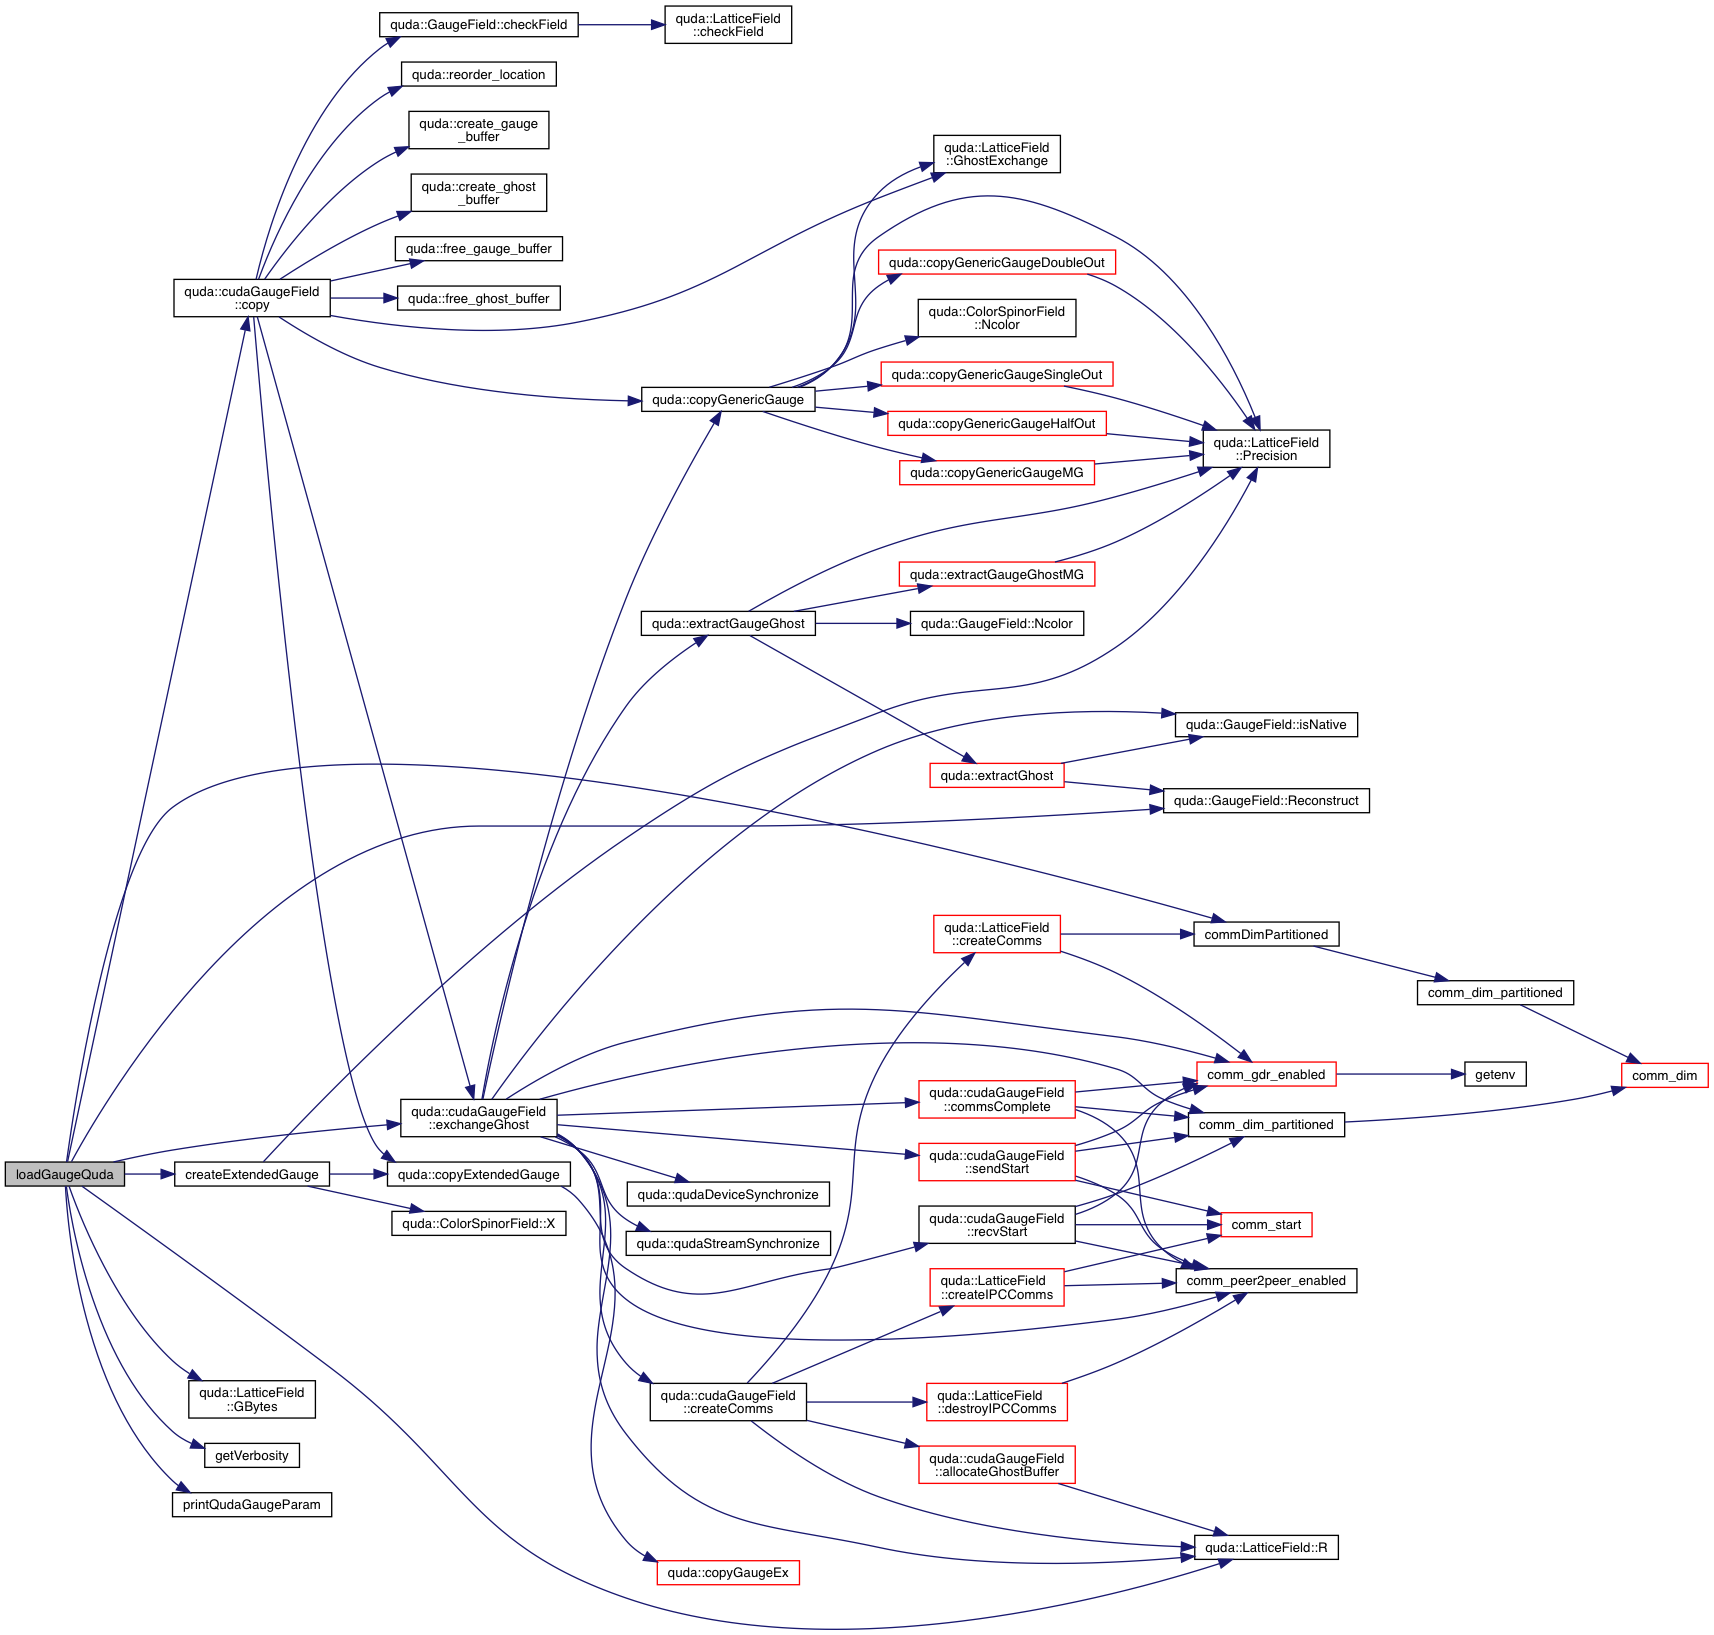 quda::GaugeField::checkField
quda::LatticeField
::checkField
quda::reorder_location
quda::create_gauge
_buffer
quda::create_ghost
_buffer
quda::free_gauge_buffer
quda::free_ghost_buffer
quda::cudaGaugeField
::copy
quda::LatticeField
::GhostExchange
quda::copyGenericGaugeDoubleOut
quda::ColorSpinorField
::Ncolor
quda::copyGenericGauge
quda::copyGenericGaugeSingleOut
quda::copyGenericGaugeHalfOut
quda::copyGenericGaugeMG
quda::LatticeField
::Precision
quda::extractGaugeGhostMG
quda::extractGaugeGhost
quda::GaugeField::Ncolor
quda::GaugeField::isNative
quda::extractGhost
quda::GaugeField::Reconstruct
quda::LatticeField
::createComms
commDimPartitioned
comm_dim_partitioned
comm_gdr_enabled
getenv
comm_dim
quda::cudaGaugeField
::exchangeGhost
quda::cudaGaugeField
::commsComplete
comm_dim_partitioned
quda::cudaGaugeField
::sendStart
loadGaugeQuda
createExtendedGauge
quda::copyExtendedGauge
quda::qudaDeviceSynchronize
quda::ColorSpinorField::X
quda::cudaGaugeField
::recvStart
comm_start
quda::qudaStreamSynchronize
quda::LatticeField
::createIPCComms
comm_peer2peer_enabled
quda::LatticeField
::GBytes
quda::cudaGaugeField
::createComms
quda::LatticeField
::destroyIPCComms
getVerbosity
quda::cudaGaugeField
::allocateGhostBuffer
printQudaGaugeParam
quda::LatticeField::R
quda::copyGaugeEx